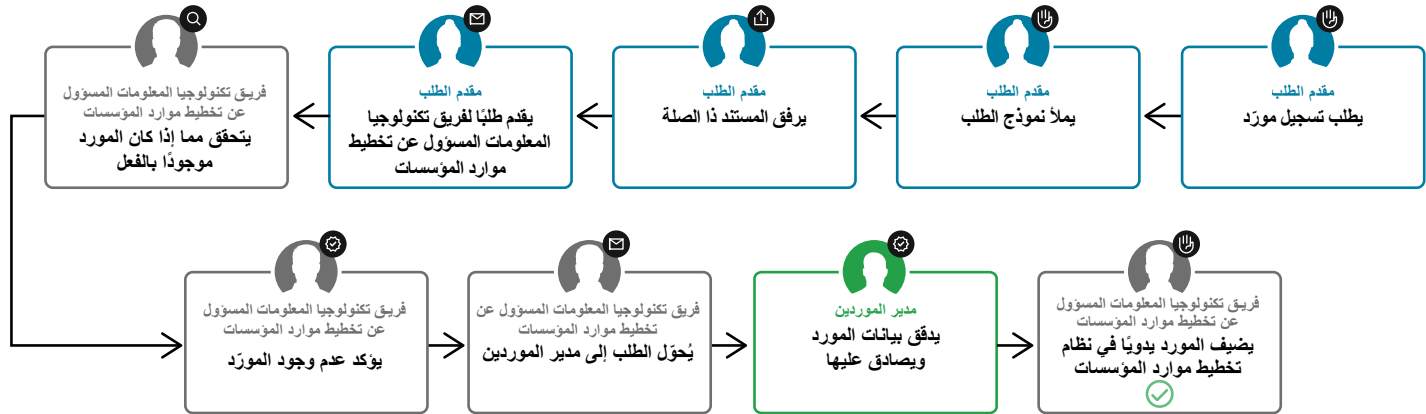 مقدم الطلب
يطلب تسجيل مورّد
مقدم الطلب
يملأ نموذج الطلب
مقدم الطلب
يرفق المستند ذا الصلة
مقدم الطلب
يقدم طلبًا لفريق تكنولوجيا
المعلومات المسؤول عن تخطيط
موارد المؤسسات
فريق تكنولوجيا المعلومات المسؤول
عن تخطيط موارد المؤسسات
يتحقق مما إذا كان المورد
موجودًا بالفعل
فريق تكنولوجيا المعلومات المسؤول
عن تخطيط موارد المؤسسات
يؤكد عدم وجود المورّد
فريق تكنولوجيا المعلومات المسؤول عن
تخطيط موارد المؤسسات
يُحوّل الطلب إلى مدير الموردين
مدير الموردين
يدقق بيانات المورد
ويصادق عليها
فريق تكنولوجيا المعلومات المسؤول
عن تخطيط موارد المؤسسات
يضيف المورد يدويًا في نظام
تخطيط موارد المؤسسات